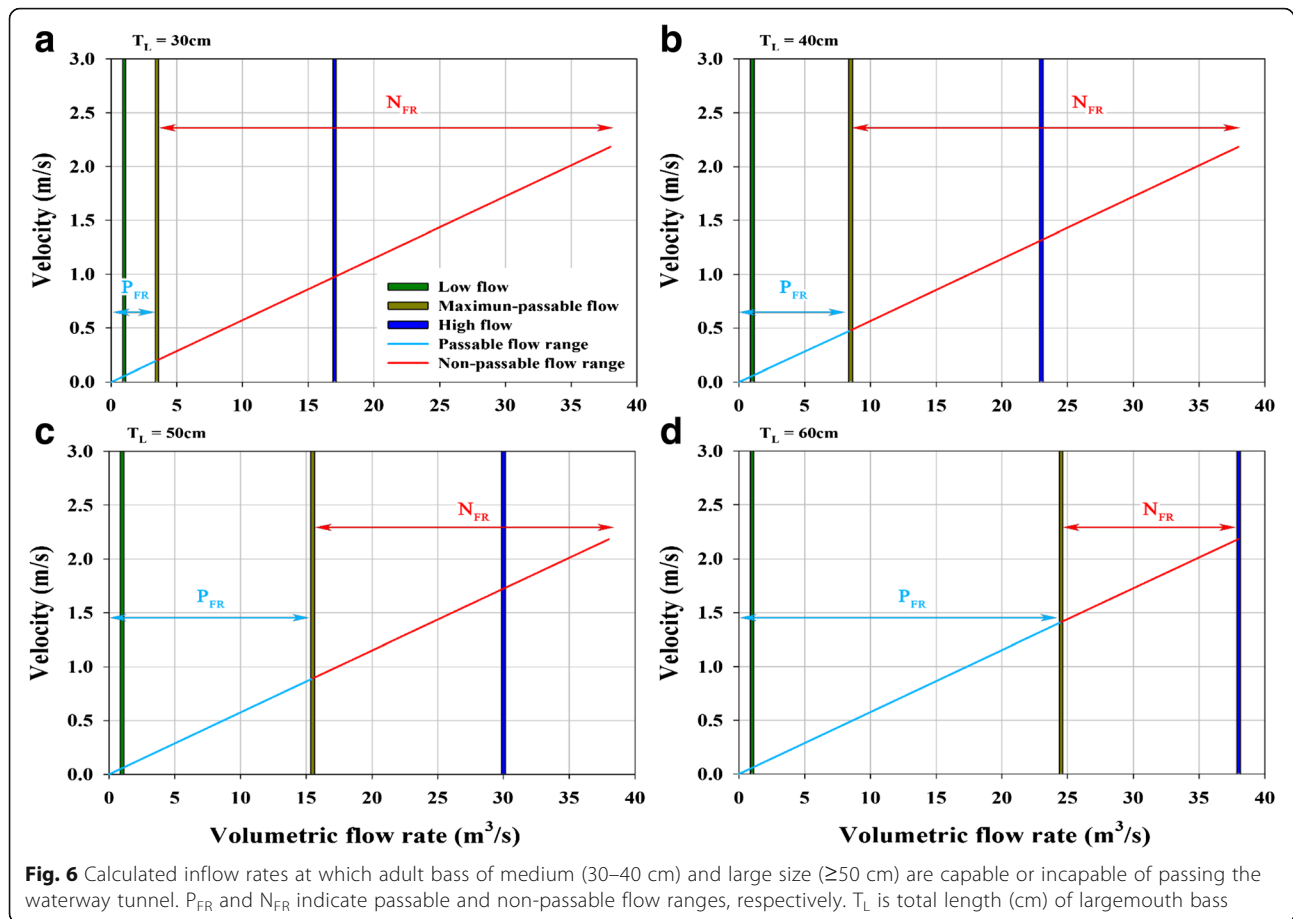 a
T_L = 30cm
3.0
2.5
2.0
1.5
1.0
0.5
0.0
Velocity (m/s)
N_FR
P_FR
Low flow
Maximun-passable flow
High flow
Passable flow range
Non-passable flow range
0 5 10 15 20 25 30 35 40
b
T_L = 40cm
3.0
2.5
2.0
1.5
1.0
0.5
0.0
Velocity (m/s)
N_FR
P_FR
0 5 10 15 20 25 30 35 40
c
T_L = 50cm
3.0
2.5
2.0
1.5
1.0
0.5
0.0
Velocity (m/s)
N_FR
P_FR
0 5 10 15 20 25 30 35 40
Volumetric flow rate (m³/s)
d
T_L = 60cm
3.0
2.5
2.0
1.5
1.0
0.5
0.0
Velocity (m/s)
N_FR
P_FR
0 5 10 15 20 25 30 35 40
Volumetric flow rate (m³/s)
Fig. 6 Calculated inflow rates at which adult bass of medium (30–40 cm) and large size (≥50 cm) are capable or incapable of passing the
waterway tunnel. P_FR and N_FR indicate passable and non-passable flow ranges, respectively. T_L is total length (cm) of largemouth bass